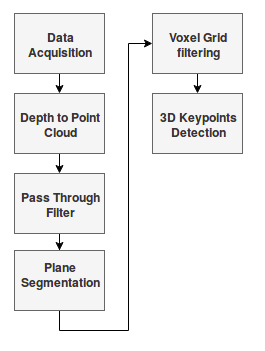 Data
Acquisition
Depth to Point
Cloud
Pass Through
Filter
Plane
Segmentation
Voxel Grid
filtering
3D Keypoints
Detection